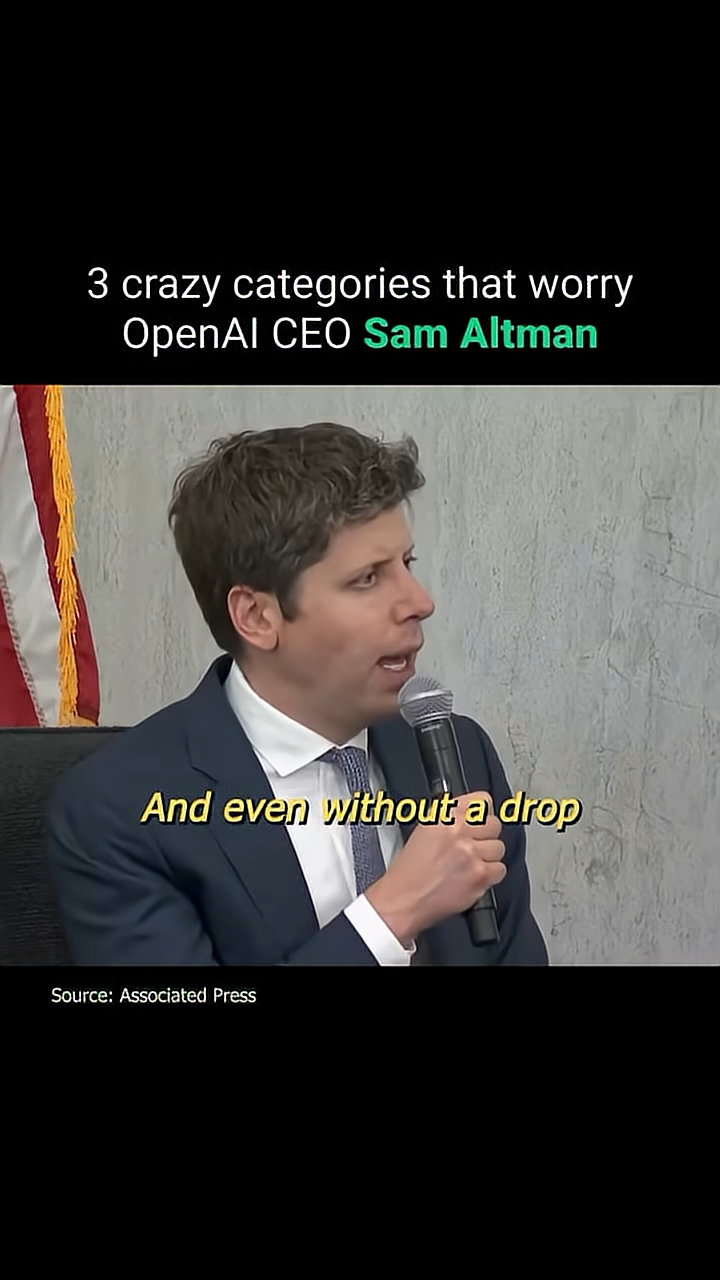 3 crazy categories that worry
OpenAI CEO Sam Altman
And even without a drop
Source: Associated Press